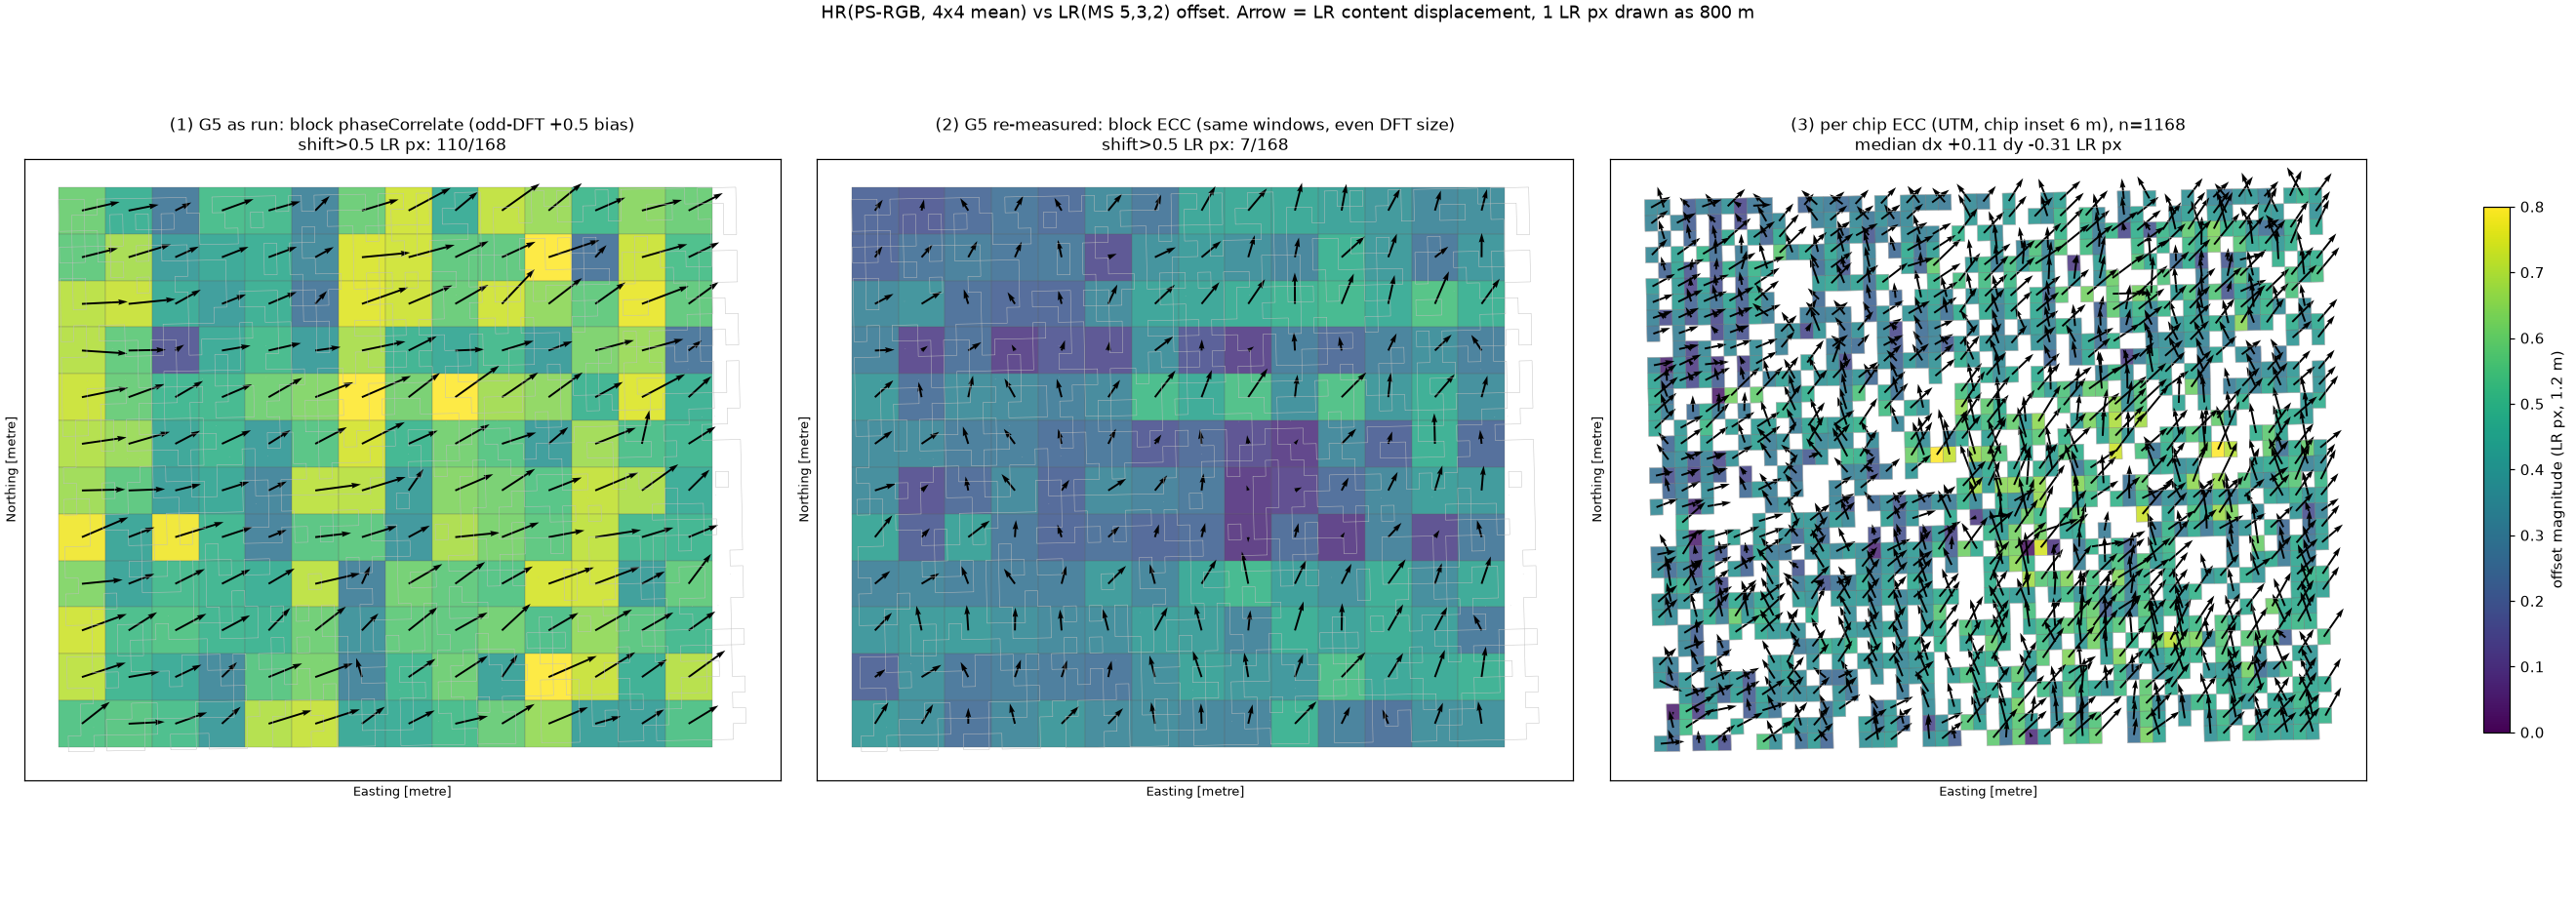 HR(PS-RGB, 4x4 mean) vs LR(MS 5,3,2) offset. Arrow = LR content displacement, 1 LR px drawn as 800 m
(1) G5 as run: block phaseCorrelate (odd-DFT +0.5 bias)
shift>0.5 LR px: 110/168
Northing [metre]
Easting [metre]
(2) G5 re-measured: block ECC (same windows, even DFT size)
shift>0.5 LR px: 7/168
Northing [metre]
Easting [metre]
(3) per chip ECC (UTM, chip inset 6 m), n=1168
median dx +0.11 dy -0.31 LR px
Northing [metre]
Easting [metre]
0.8
0.7
0.6
0.5
0.4
0.3
0.2
0.1
0.0
offset magnitude (LR px, 1.2 m)